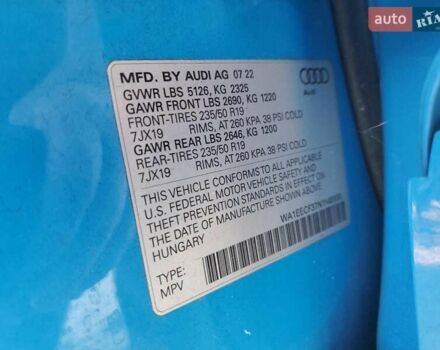 auto RIA
MFD. BY AUDI AG 07 22
GVWR LBS 5126, KG 2325
GAWR FRONT LBS 2690, KG 1220
FRONT-TIRES 235/50 R19
7JX19 RIMS, AT 260 KPA 38 PSI COLD
GAWR REAR LBS 2646, KG 1200
REAR-TIRES 235/50 R19
7JX19 RIMS, AT 260 KPA 38 PSI COLD
THIS VEHICLE CONFORMS TO ALL APPLICABLE
U.S. FEDERAL MOTOR VEHICLE SAFETY AND
THEFT PREVENTION STANDARDS IN EFFECT ON
THE DATE OF MANUFACTURE SHOWN ABOVE
HUNGARY
TYPE:
MPV